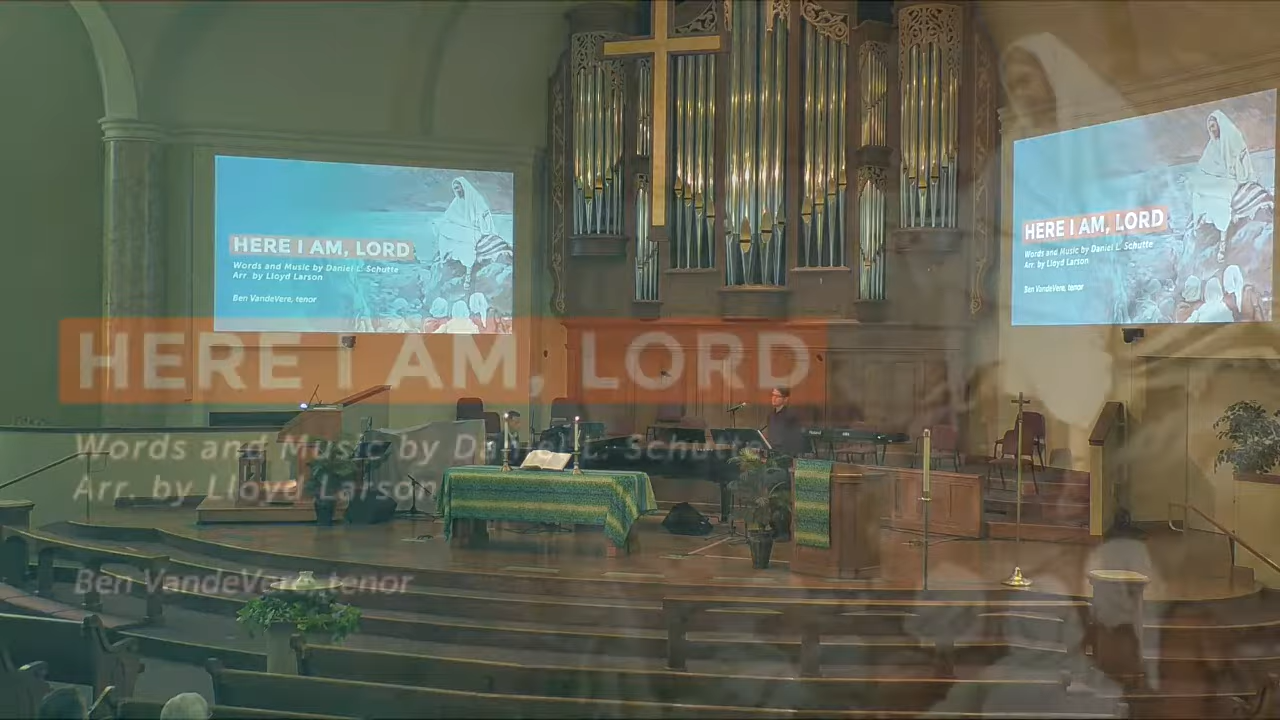 HERE I AM, LORD
Words and Music by Daniel L. Schutte
Arr. by Lloyd Larson
Ben VandeVere, tenor
HERE I AM, LORD
Words and Music by Daniel L. Schutte
Arr. by Lloyd Larson
Ben VandeVere, tenor
HERE I AM, LORD
Words and Music by Daniel L. Schutte
Arr. by Lloyd Larson
Ben VandeVere, tenor